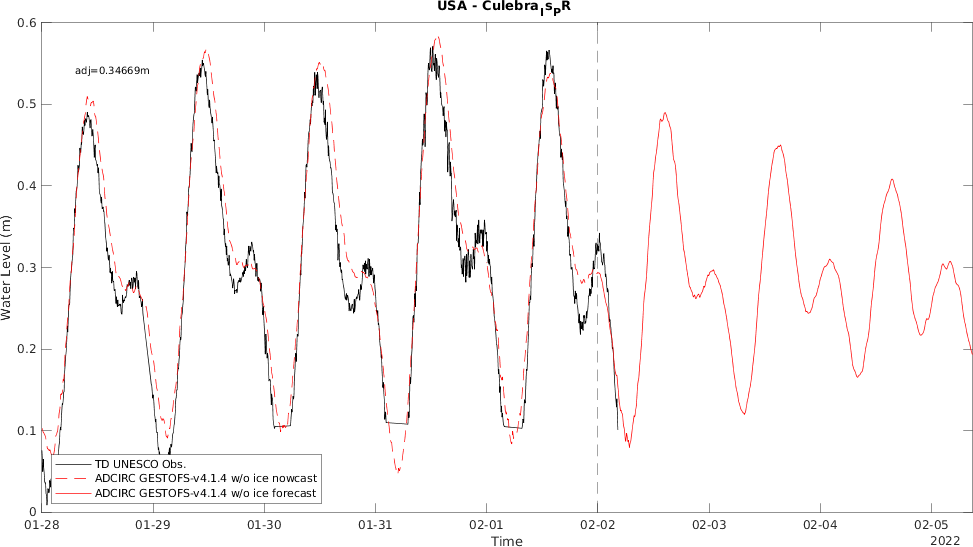 USA - Culebra_Is_PR
adj=0.34669m
0.6
0.5
0.4
0.3
0.2
0.1
0
Water Level (m)
TD UNESCO Obs.
ADCIRC GESTOFS-v4.1.4 w/o ice nowcast
ADCIRC GESTOFS-v4.1.4 w/o ice forecast
01-28 01-29 01-30 01-31 02-01 02-02 02-03 02-04 02-05
Time
2022